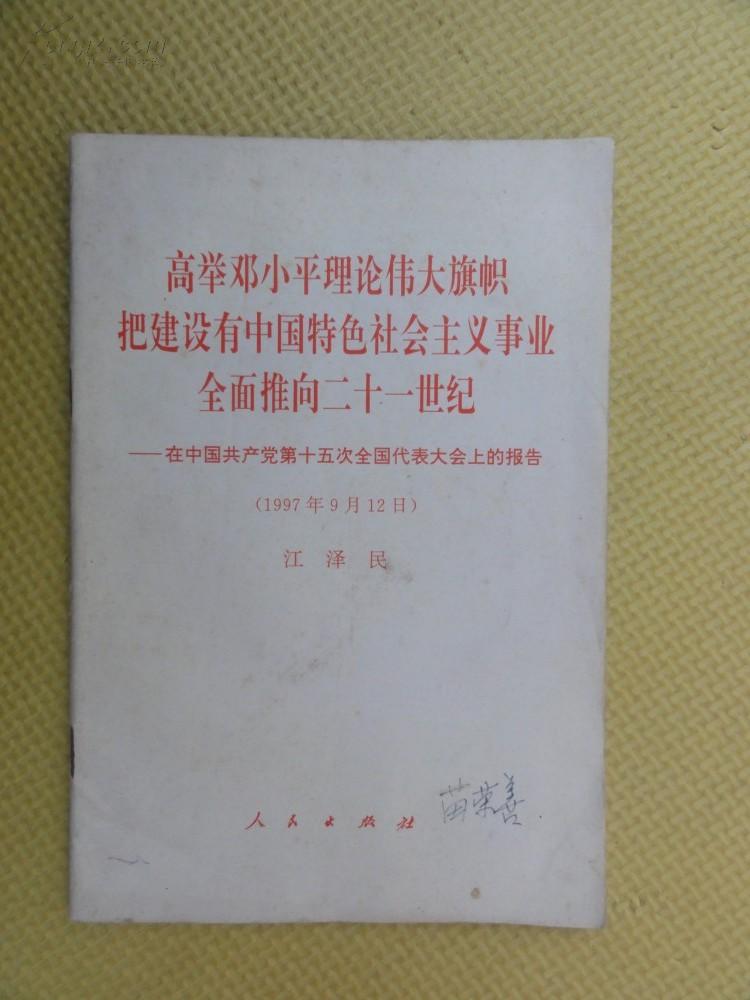 高举邓小平理论伟大旗帜
把建设有中国特色社会主义事业
全面推向二十一世纪
——在中国共产党第十五次全国代表大会上的报告
（1997年9月12日）
江泽民
人民出版社
苗荣善